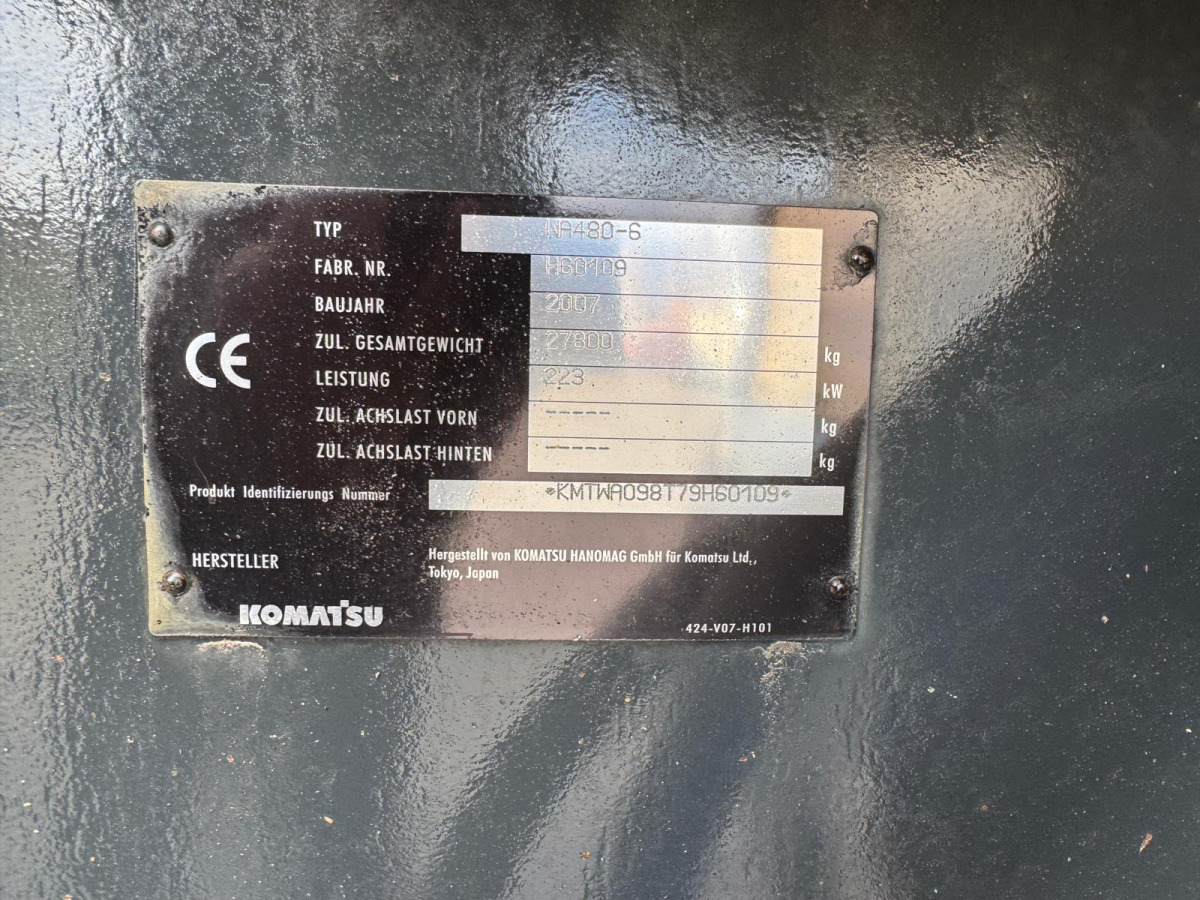 TYP WA480-6
FABR. NR. H60109
BAUJAHR 2007
ZUL. GESAMTGEWICHT 27800 kg
LEISTUNG 223 kW
ZUL. ACHSLAST VORN ----- kg
ZUL. ACHSLAST HINTEN ----- kg
CE
Produkt Identifizierungs Nummer *KMTWA098T79H60109*
HERSTELLER Hergestellt von KOMATSU HANOMAG GmbH für Komatsu Ltd.,
Tokyo, Japan
KOMATSU
424-V07-H101